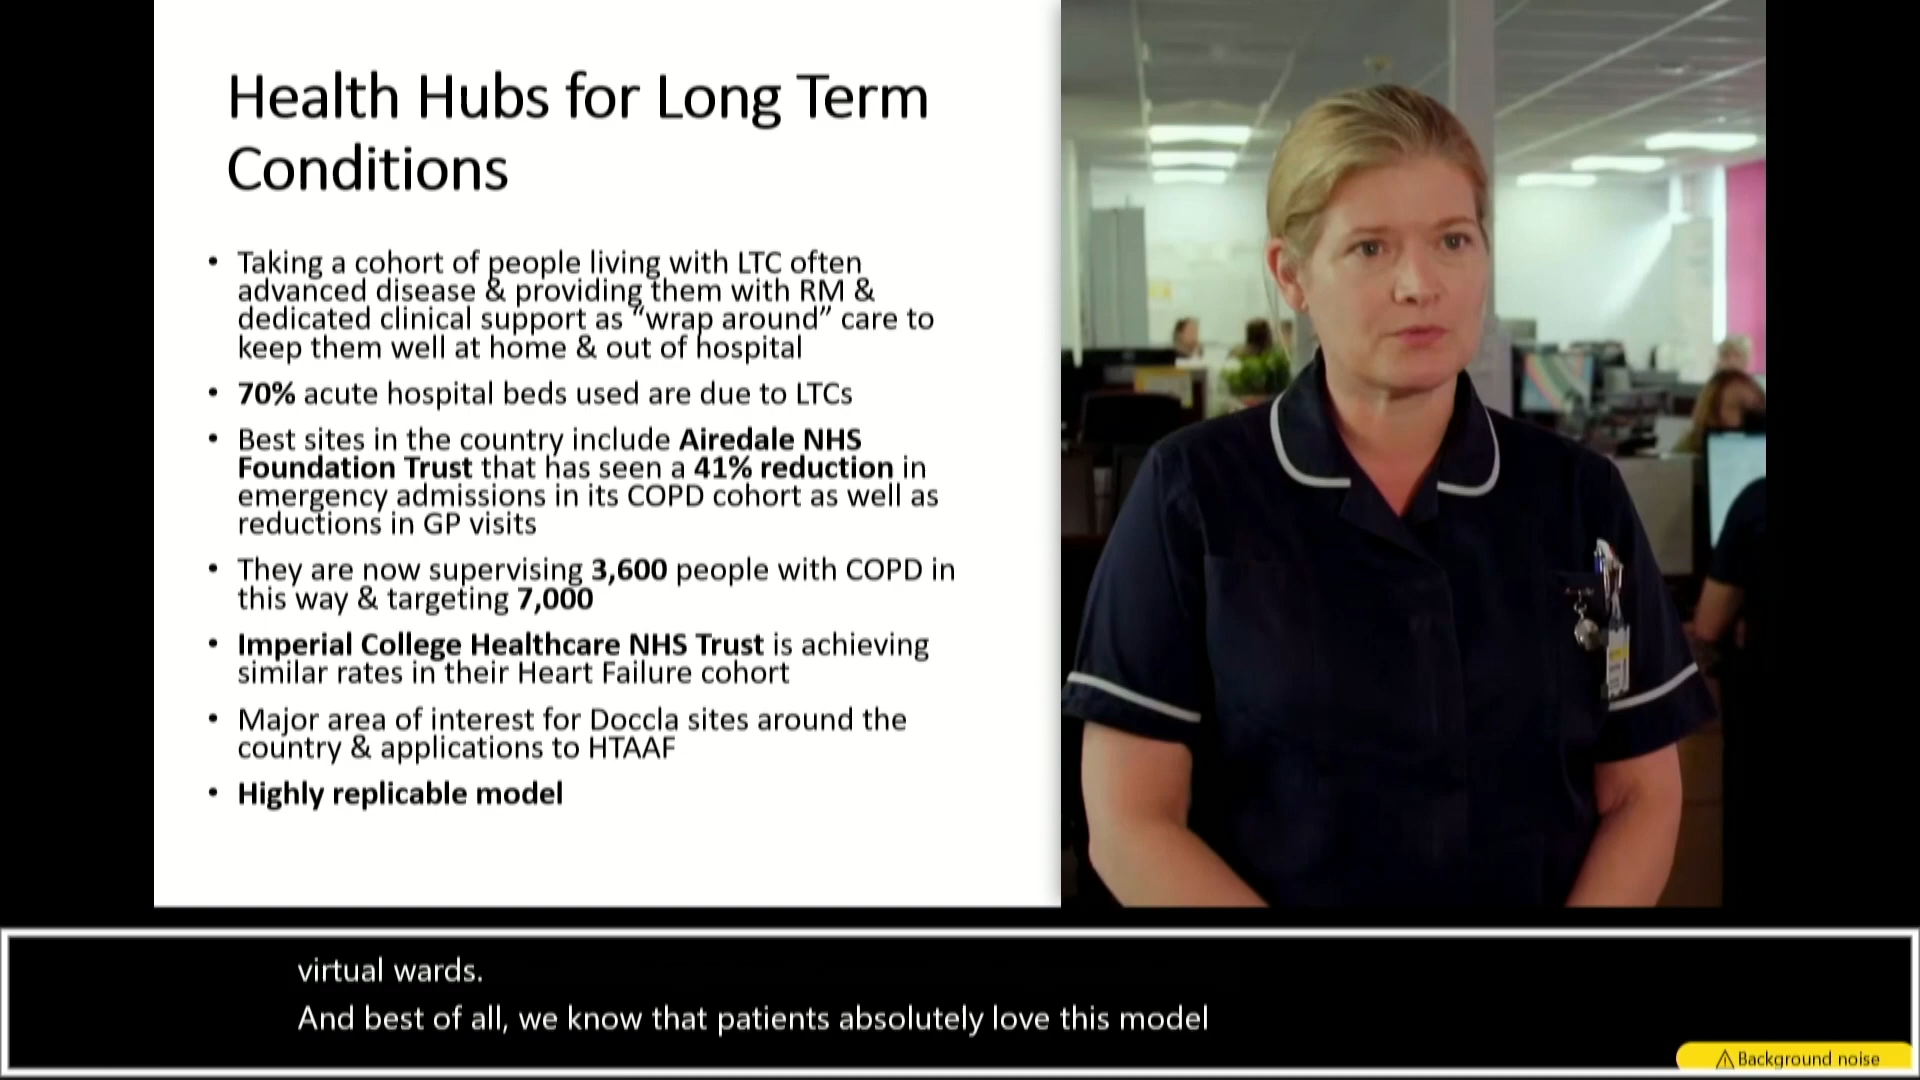 Health Hubs for Long Term
Conditions
• Taking a cohort of people living with LTC often
advanced disease & providing them with RM &
dedicated clinical support as “wrap around” care to
keep them well at home & out of hospital
• 70% acute hospital beds used are due to LTCs
• Best sites in the country include Airedale NHS
Foundation Trust that has seen a 41% reduction in
emergency admissions in its COPD cohort as well as
reductions in GP visits
• They are now supervising 3,600 people with COPD in
this way & targeting 7,000
• Imperial College Healthcare NHS Trust is achieving
similar rates in their Heart Failure cohort
• Major area of interest for Doccla sites around the
country & applications to HTAAF
• Highly replicable model
virtual wards.
And best of all, we know that patients absolutely love this model
⚠ Background noise